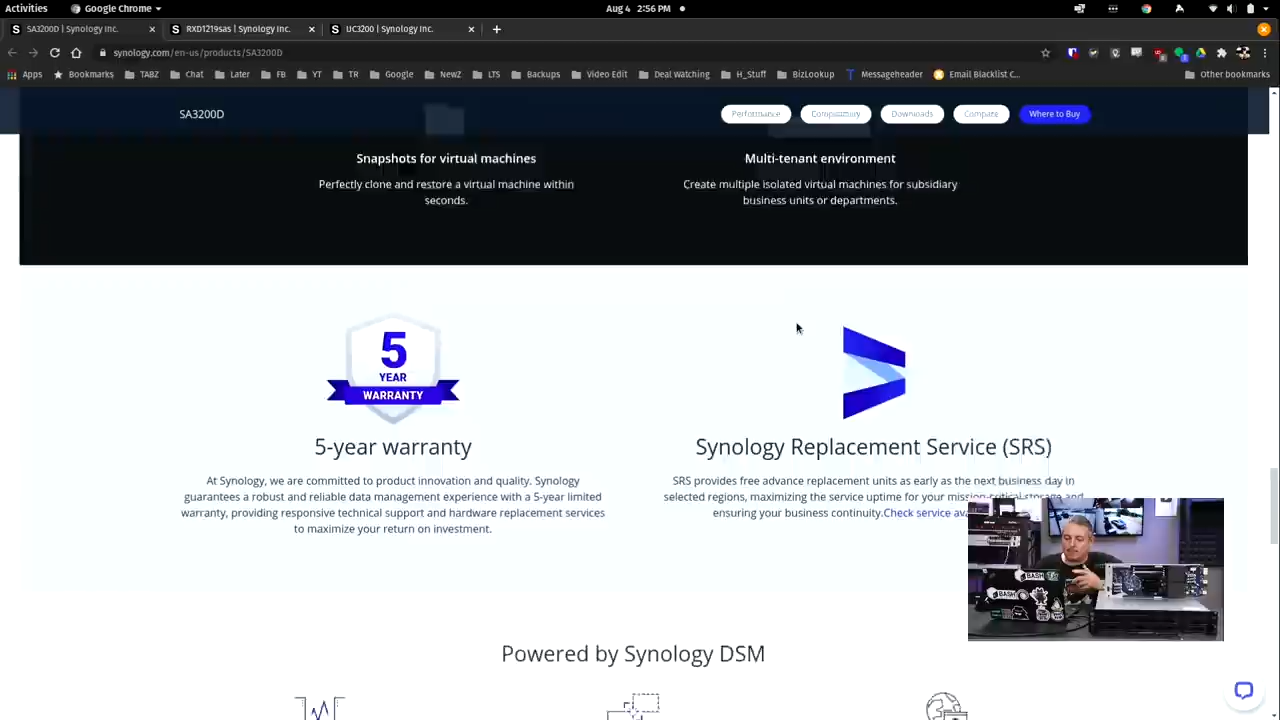 Activities
Google Chrome
Aug 4 2:56 PM
SA3200D | Synology Inc.
RXD1219sas | Synology Inc.
UC3200 | Synology Inc.
synology.com/en-us/products/SA3200D
Apps
Bookmarks
TABZ
Chat
Later
FB
YT
TR
Google
NewZ
LTS
Backups
Video Edit
Deal Watching
H_Stuff
BizLookup
Messageheader
Email Blacklist C...
Other bookmarks
SA3200D
Performance
Downloads
Compare
Where to Buy
Snapshots for virtual machines
Perfectly clone and restore a virtual machine within
seconds.
Multi-tenant environment
Create multiple isolated virtual machines for subsidiary
business units or departments.
5
YEAR
WARRANTY
5-year warranty
At Synology, we are committed to product innovation and quality. Synology
guarantees a robust and reliable data management experience with a 5-year limited
warranty, providing responsive technical support and hardware replacement services
to maximize your return on investment.
Synology Replacement Service (SRS)
SRS provides free advance replacement units as early as the next business day in
selected regions, maximizing the service uptime for your mission-critical storage and
ensuring your business continuity.Check service
BASH
BASH
Powered by Synology DSM